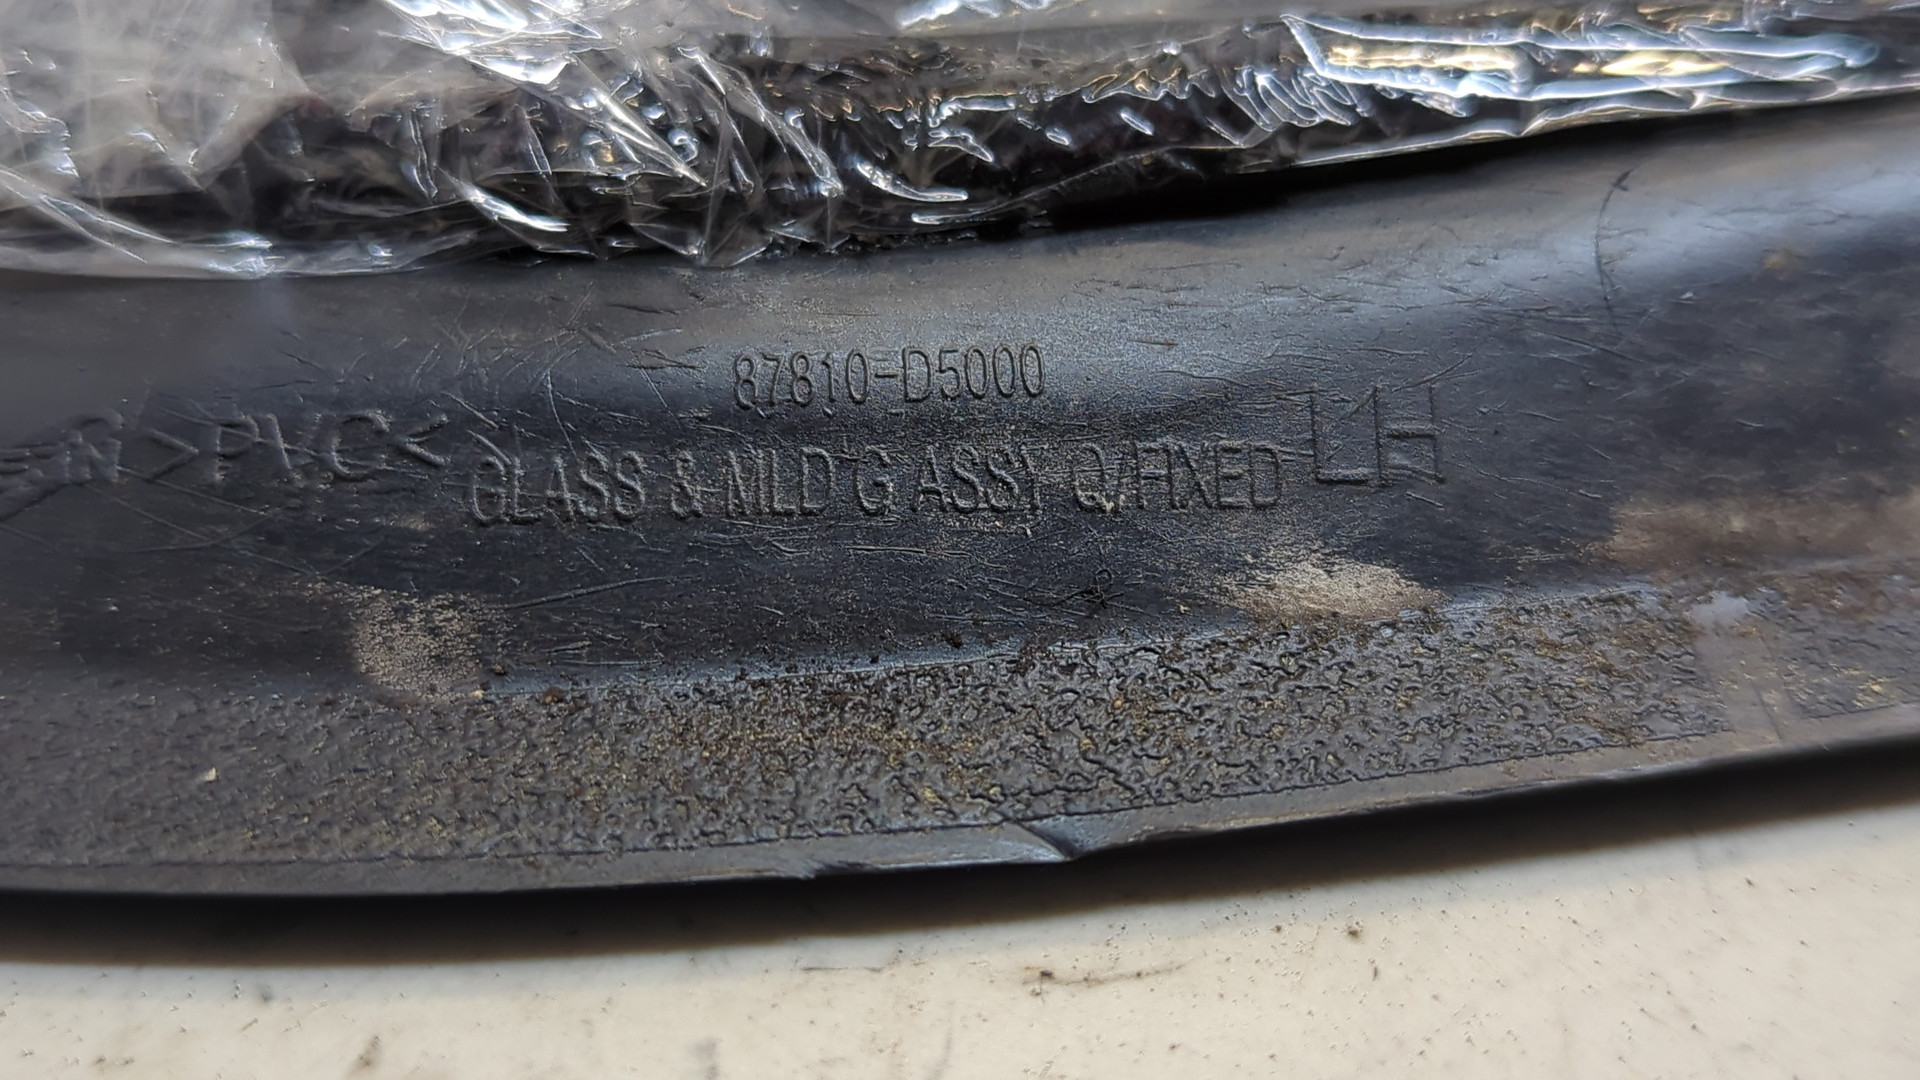 87810-D5000
>PVC<
GLASS & MLD'G ASSY Q/FIXED
LH